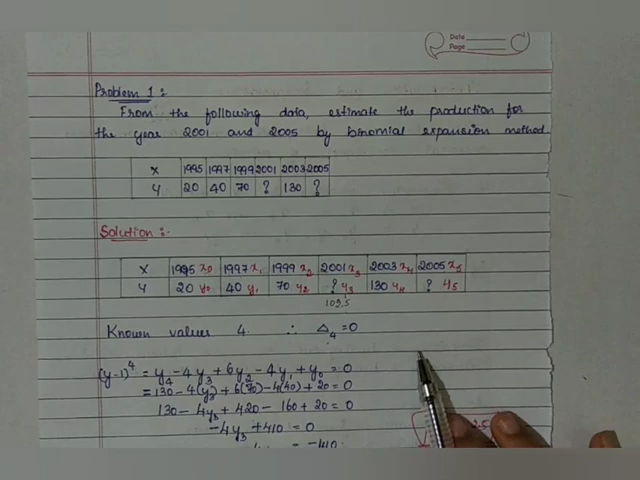 Date
Page
Problem 1 :
From the following data, estimate the production for
the year 2001 and 2005 by binomial expansion method
X 1995 1997 1999 2001 2003 2005
Y 20 40 70 ? 130 ?
Solution :-
X 1995 x0 1997 x1 1999 x2 2001 x3 2003 x4 2005 x5
Y 20 y0 40 y1 70 y2 ? y3 130 y4 ? y5
102.5
Known values 4. ∴ Δ4 = 0
(y-1)^4 = y4 - 4y3 + 6y2 - 4y1 + y0 = 0
= 130 - 4(y3) + 6(70) - 4(40) + 20 = 0
130 - 4y3 + 420 - 160 + 20 = 0
-4y3 + 410 = 0
= -410